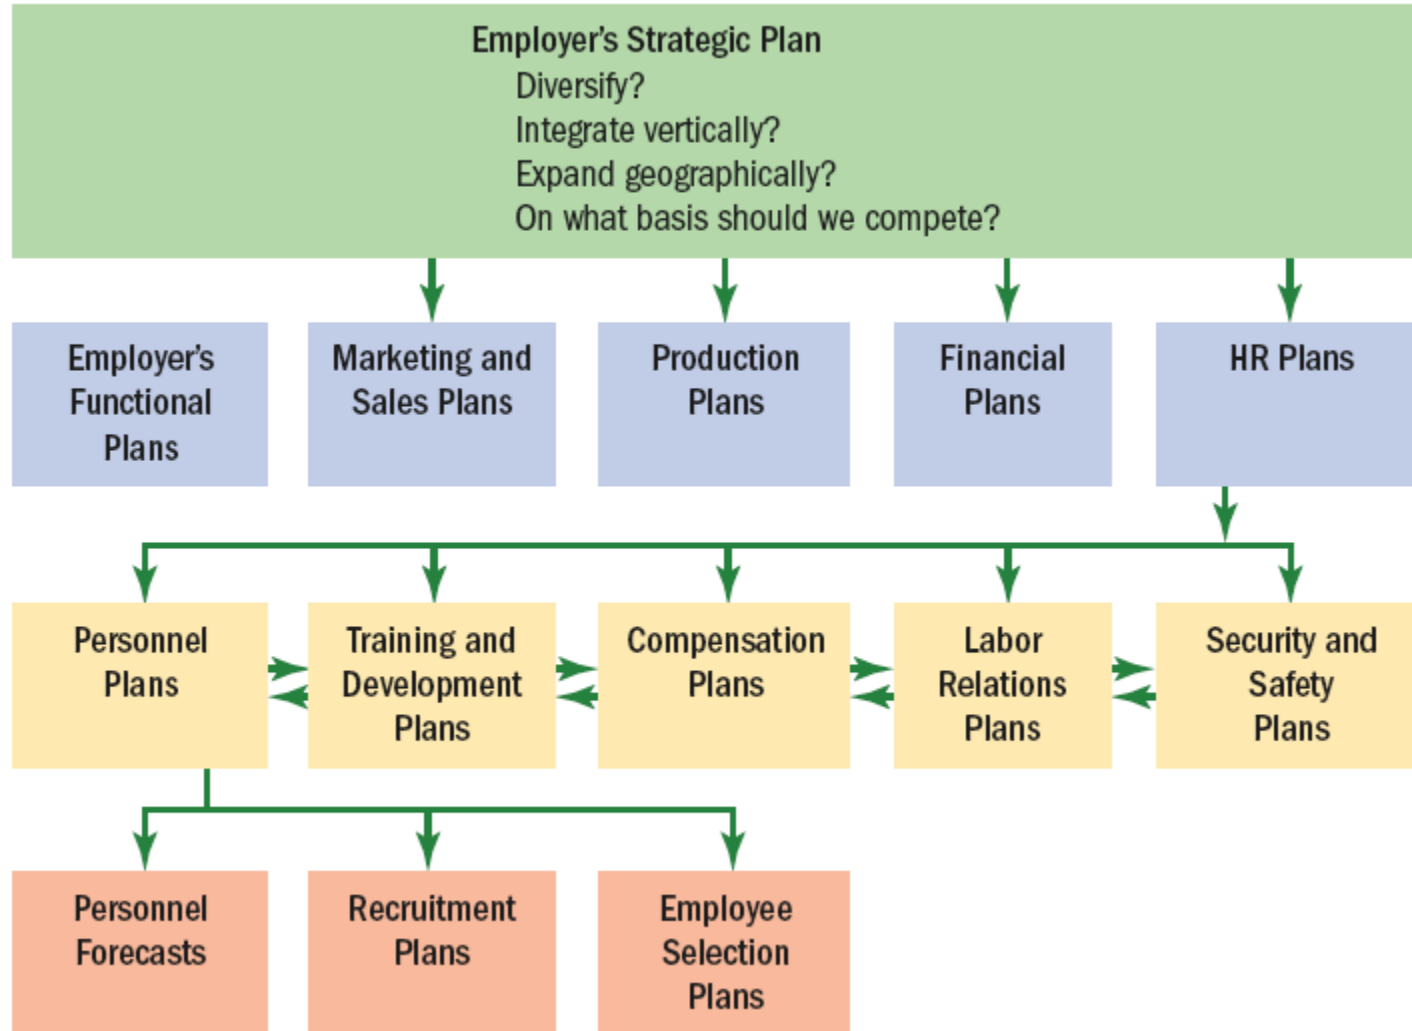 Employer’s Strategic Plan
Diversify?
Integrate vertically?
Expand geographically?
On what basis should we compete?
Employer’s
Functional
Plans
Marketing and
Sales Plans
Production
Plans
Financial
Plans
HR Plans
Personnel
Plans
Training and
Development
Plans
Compensation
Plans
Labor
Relations
Plans
Security and
Safety
Plans
Personnel
Forecasts
Recruitment
Plans
Employee
Selection
Plans